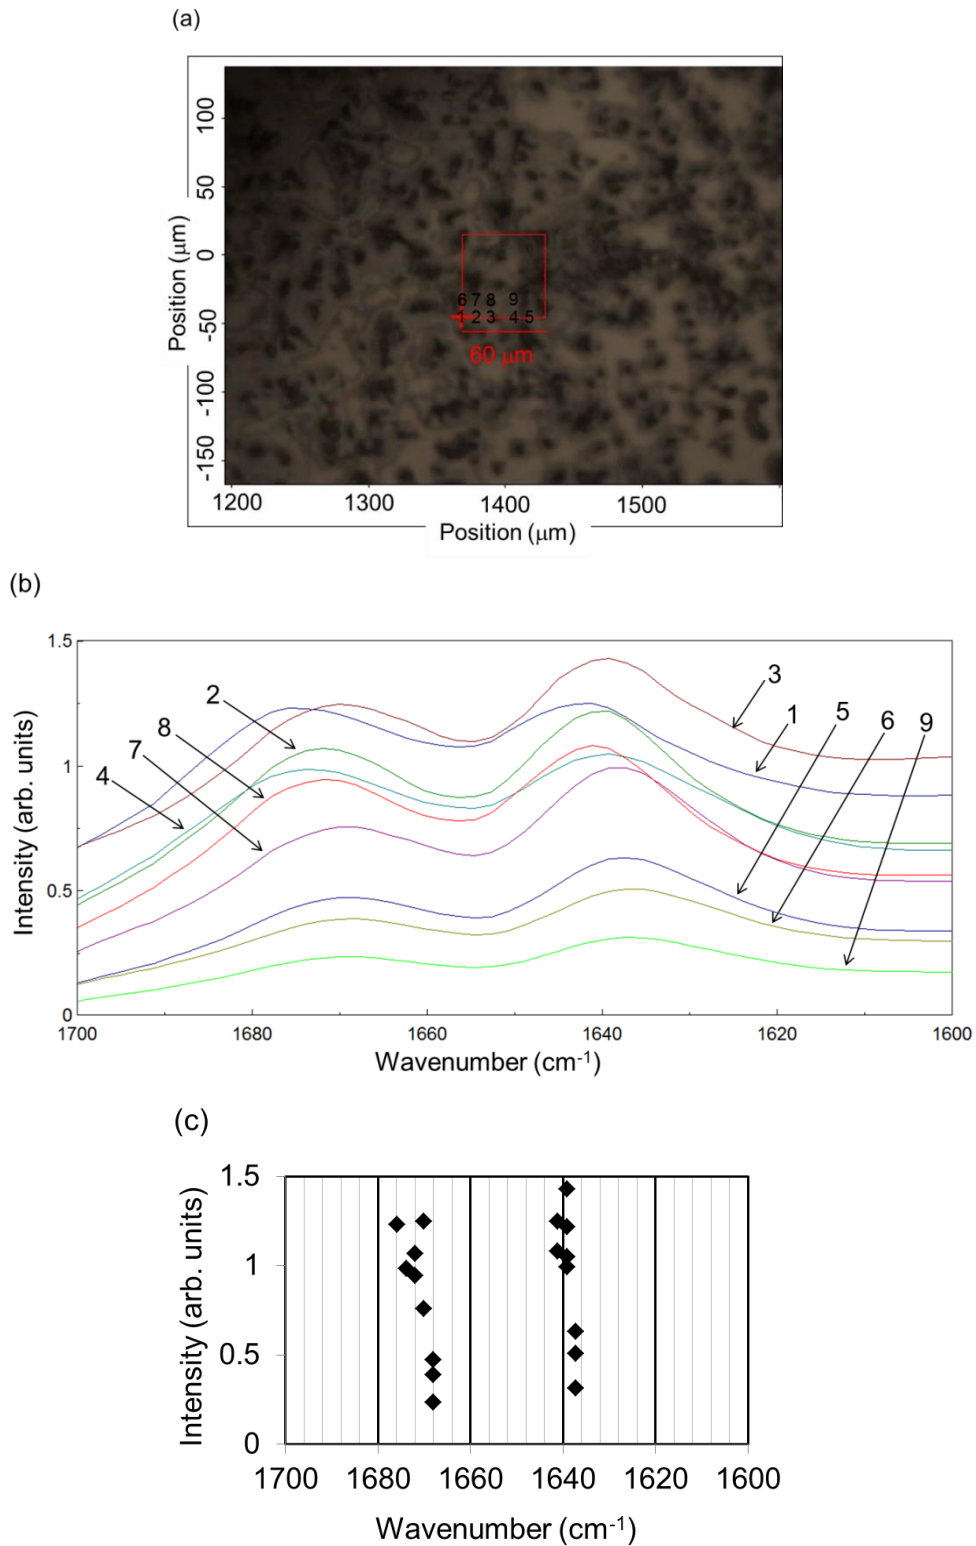 (a)
Position (μm)
100
50
0
-50
-100
-150
6 7 8 9
1 2 3 4 5
60 μm
1200 1300 1400 1500
Position (μm)
(b)
Intensity (arb. units)
1.5
1
0.5
0
2
8
7
4
3
1
5
6
9
1700 1680 1660 1640 1620 1600
Wavenumber (cm-1)
(c)
Intensity (arb. units)
1.5
1
0.5
0
1700 1680 1660 1640 1620 1600
Wavenumber (cm-1)